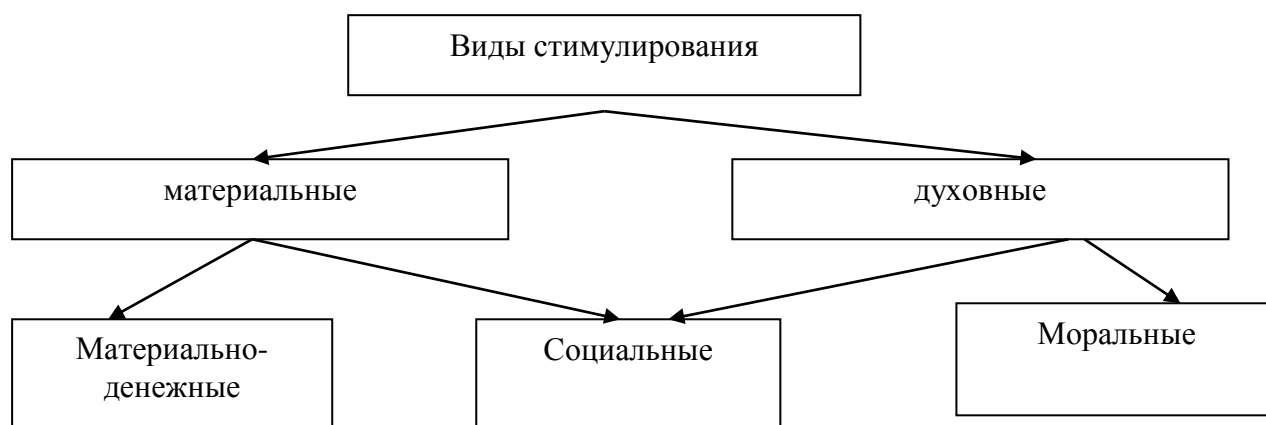 Виды стимулирования
материальные
духовные
Материально-
денежные
Социальные
Моральные